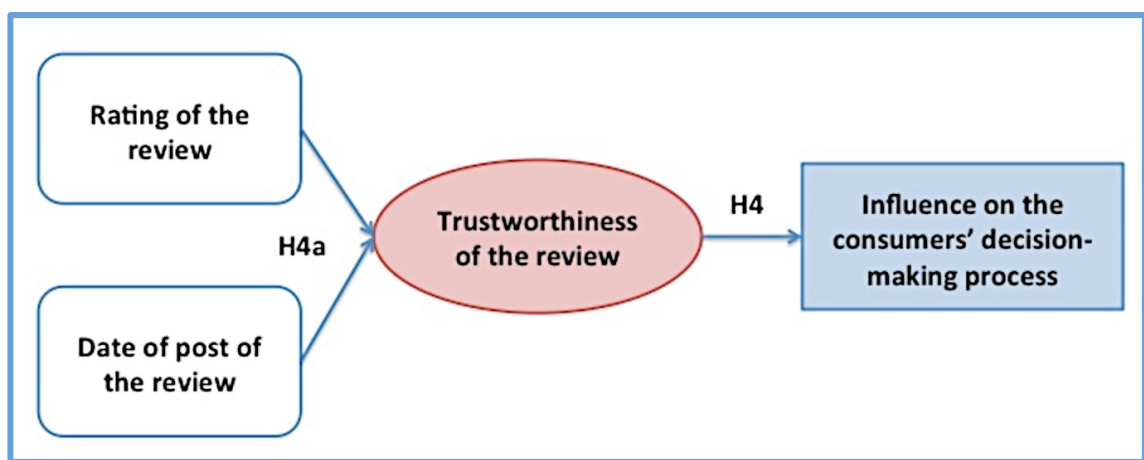 Rating of the
review
H4a
Date of post of
the review
Trustworthiness
of the review
H4
Influence on the
consumers’ decision-
making process